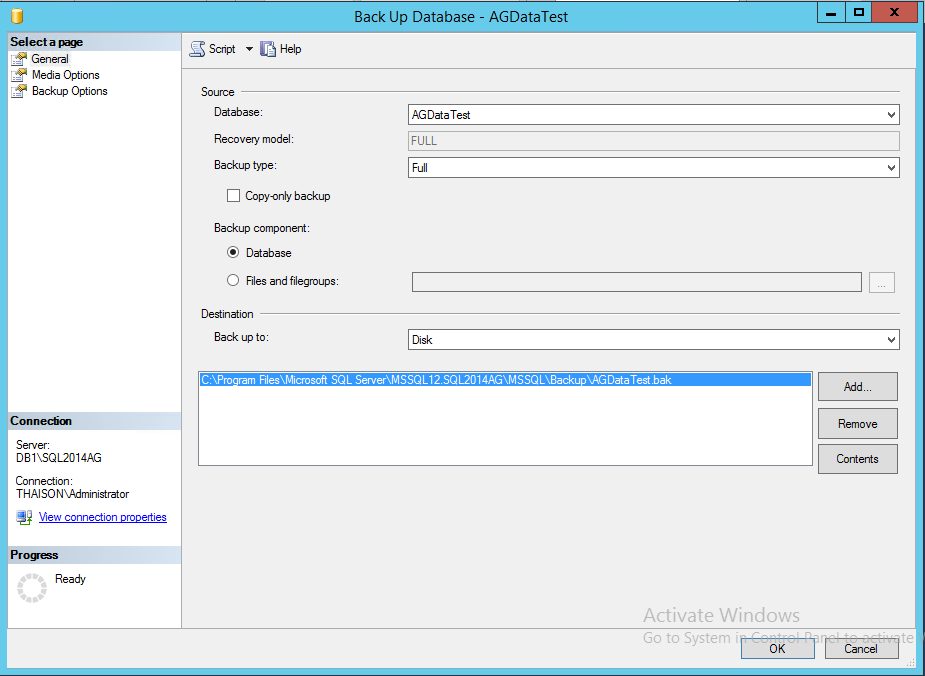 Back Up Database - AGDataTest
X
Select a page
General
Media Options
Backup Options
Script
Help
Source
Database:
AGDataTest
Recovery model:
FULL
Backup type:
Full
Copy-only backup
Backup component:
Database
Files and filegroups:
...
Destination
Back up to:
Disk
C:\Program Files\Microsoft SQL Server\MSSQL12.SQL2014AG\MSSQL\Backup\AGDataTest.bak
Add...
Remove
Contents
Connection
Server:
DB1\SQL2014AG
Connection:
THAISON\Administrator
View connection properties
Progress
Ready
Activate Windows
Go to System in Control Panel to activate
OK
Cancel